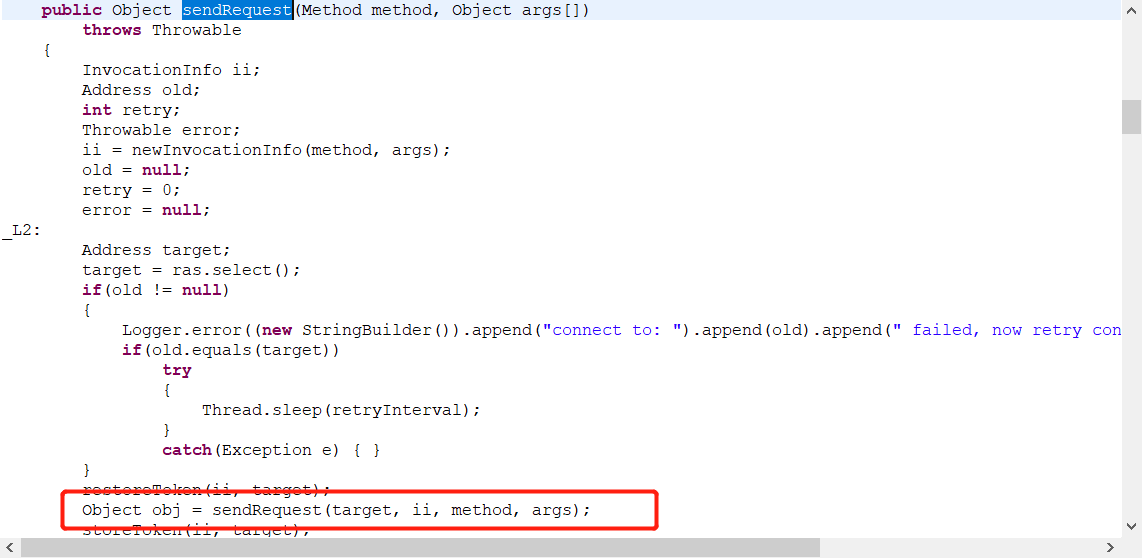 public Object sendRequest(Method method, Object args[])
throws Throwable
{
InvocationInfo ii;
Address old;
int retry;
Throwable error;
ii = newInvocationInfo(method, args);
old = null;
retry = 0;
error = null;
_L2:
Address target;
target = ras.select();
if(old != null)
{
Logger.error((new StringBuilder()).append("connect to: ").append(old).append(" failed, now retry con
if(old.equals(target))
try
{
Thread.sleep(retryInterval);
}
catch(Exception e) { }
}
restoreToken(ii, target);
Object obj = sendRequest(target, ii, method, args);
storeToken(ii, target);